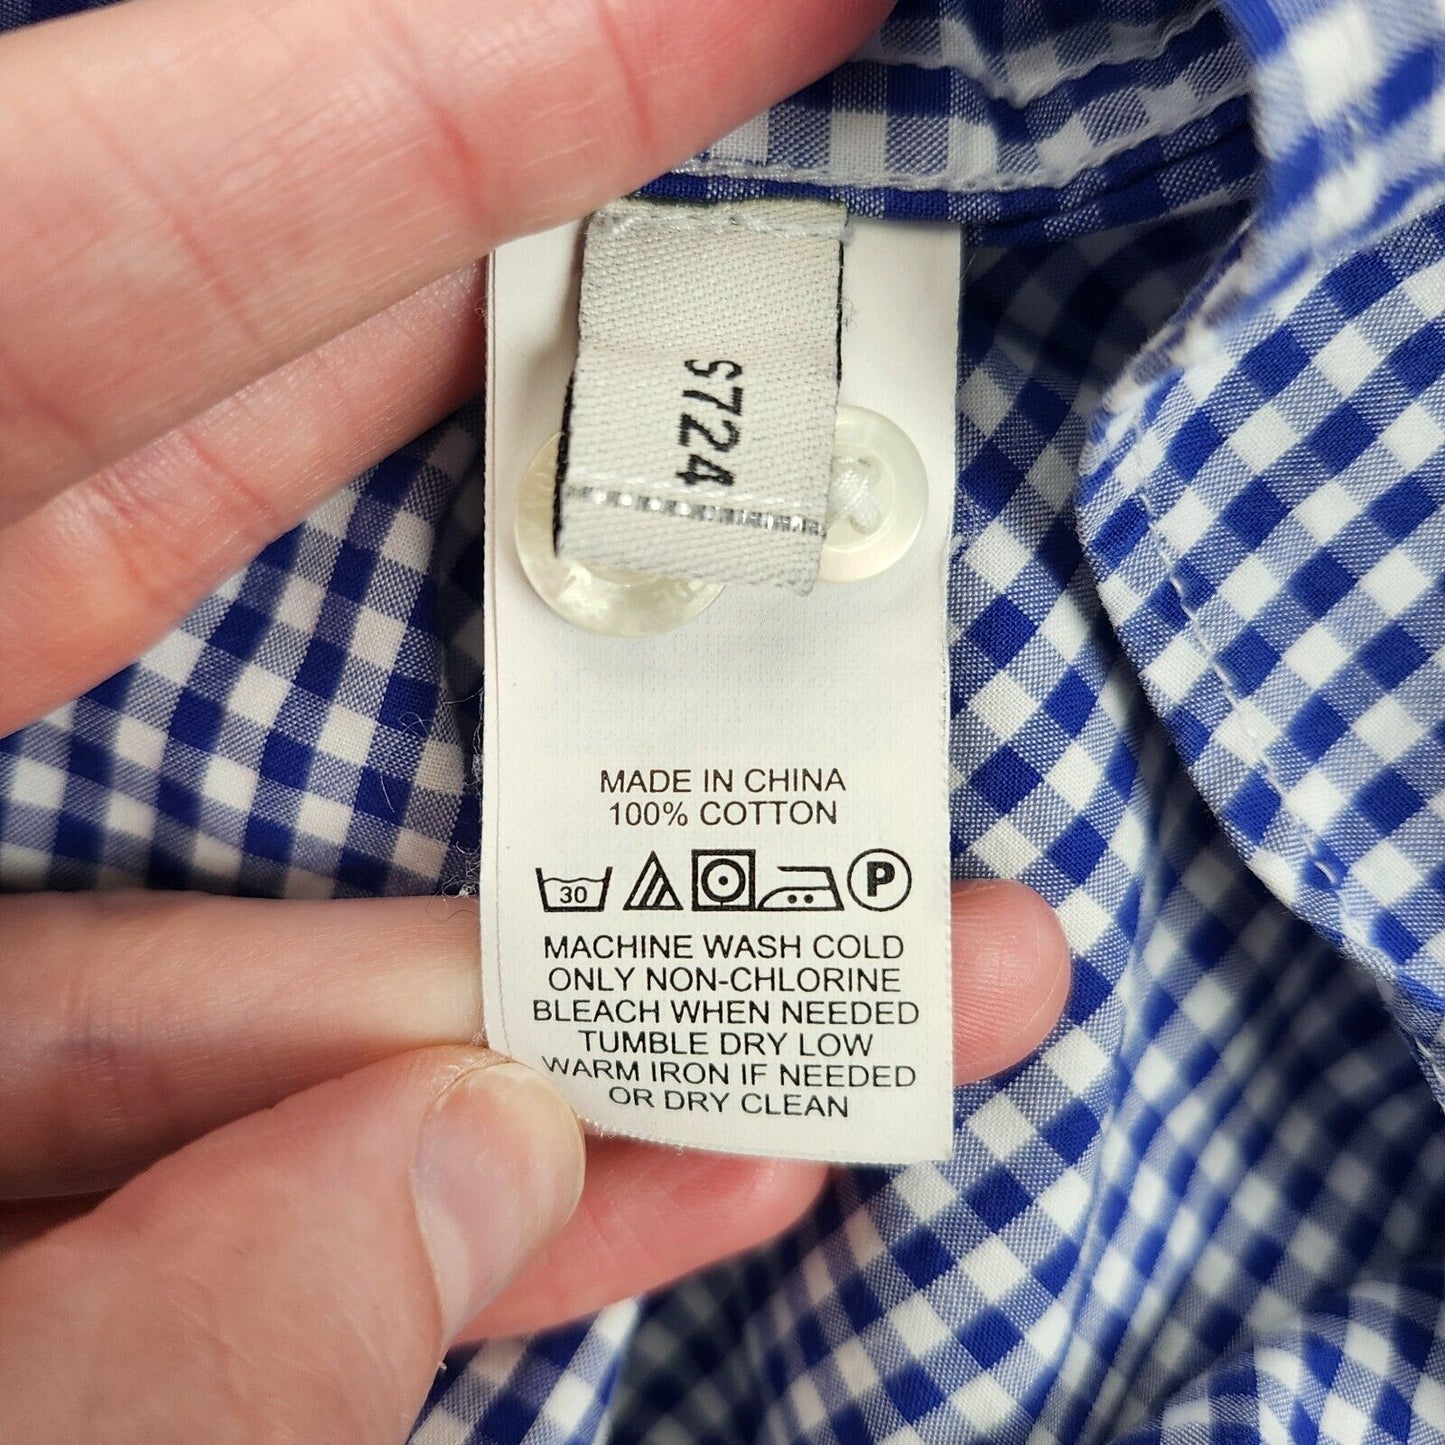 S724
MADE IN CHINA
100% COTTON
30 P
MACHINE WASH COLD
ONLY NON-CHLORINE
BLEACH WHEN NEEDED
TUMBLE DRY LOW
WARM IRON IF NEEDED
OR DRY CLEAN